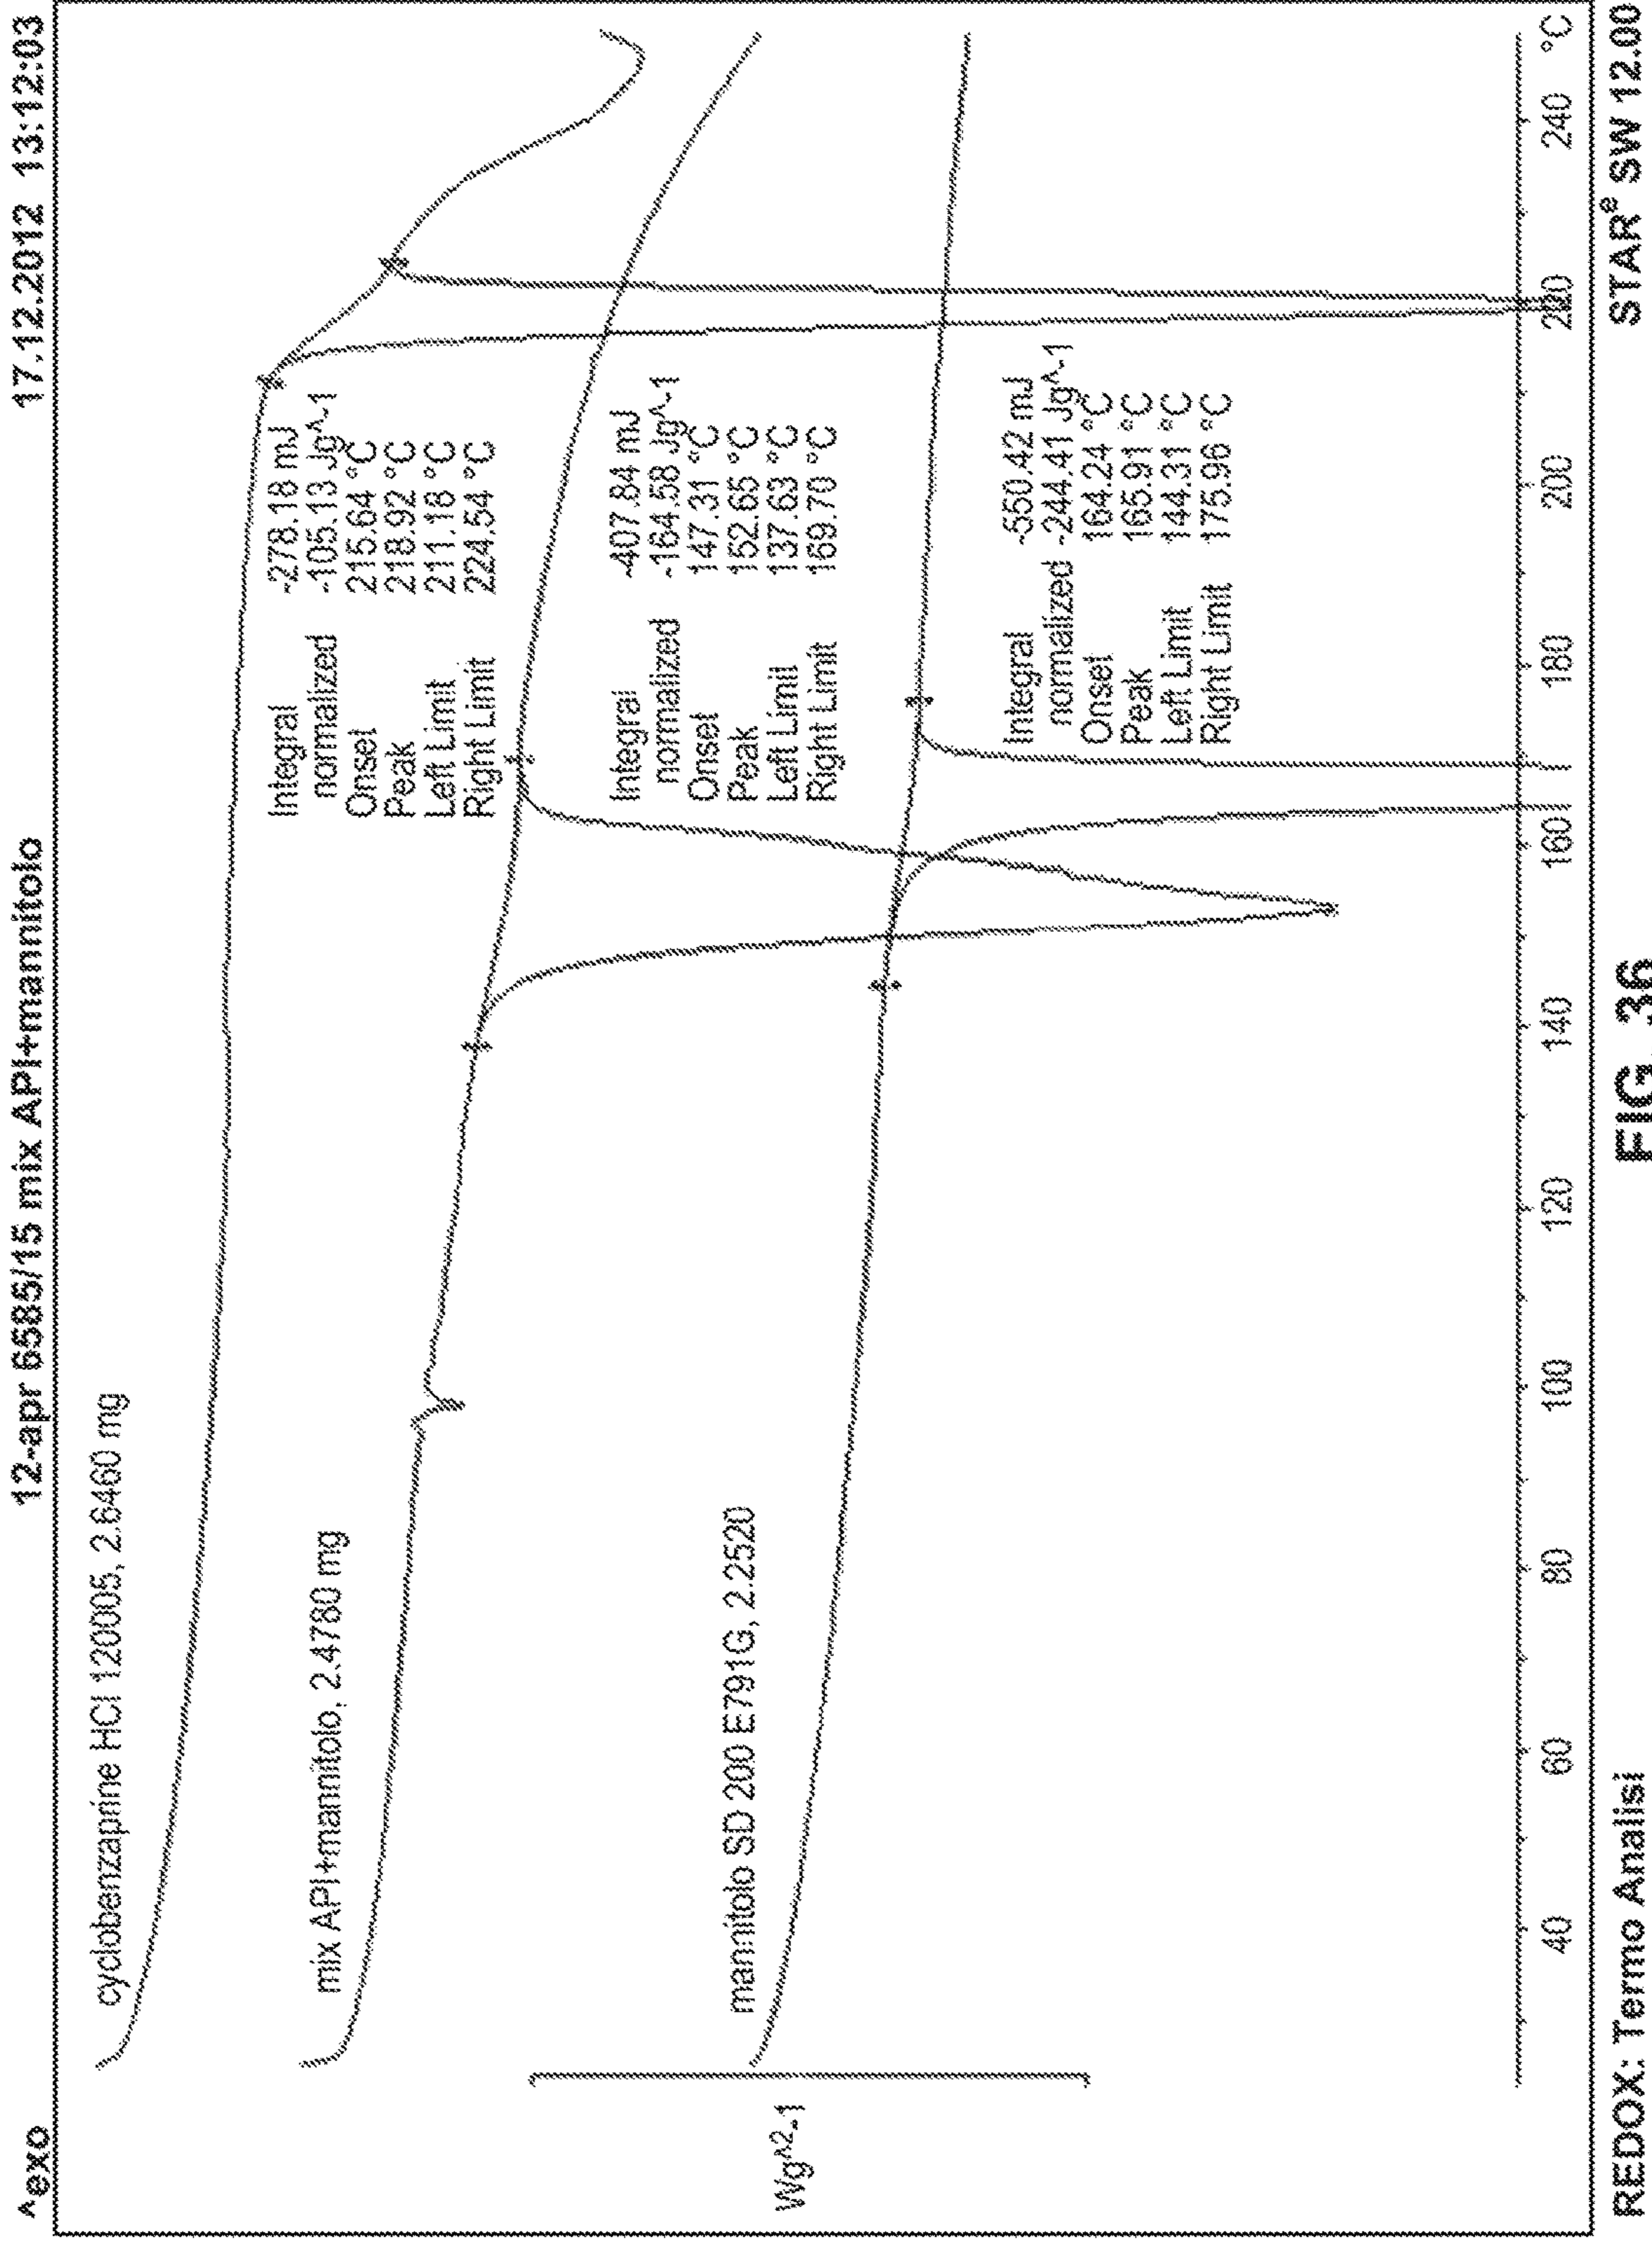 ^exo
12-apr 6585/15 mix API+mannitolo
17.12.2012 13:12:03
cyclobenzaprine HCl 120005, 2.6460 mg
Integral -278.18 mJ
normalized -105.13 Jg^-1
Onset 215.64 °C
Peak 218.92 °C
Left Limit 211.18 °C
Right Limit 224.54 °C
mix API+mannitolo, 2.4780 mg
Integral -407.84 mJ
normalized -164.58 Jg^-1
Onset 147.31 °C
Peak 152.65 °C
Left Limit 137.63 °C
Right Limit 169.70 °C
mannitolo SD 200 E791G, 2.2520
Integral -550.42 mJ
normalized -244.41 Jg^-1
Onset 164.24 °C
Peak 165.91 °C
Left Limit 144.31 °C
Right Limit 175.96 °C
Wg^2-1
40 60 80 100 120 140 160 180 200 220 240 °C
REDOX: Termo Analisi
STARe SW 12.00
FIG. 36